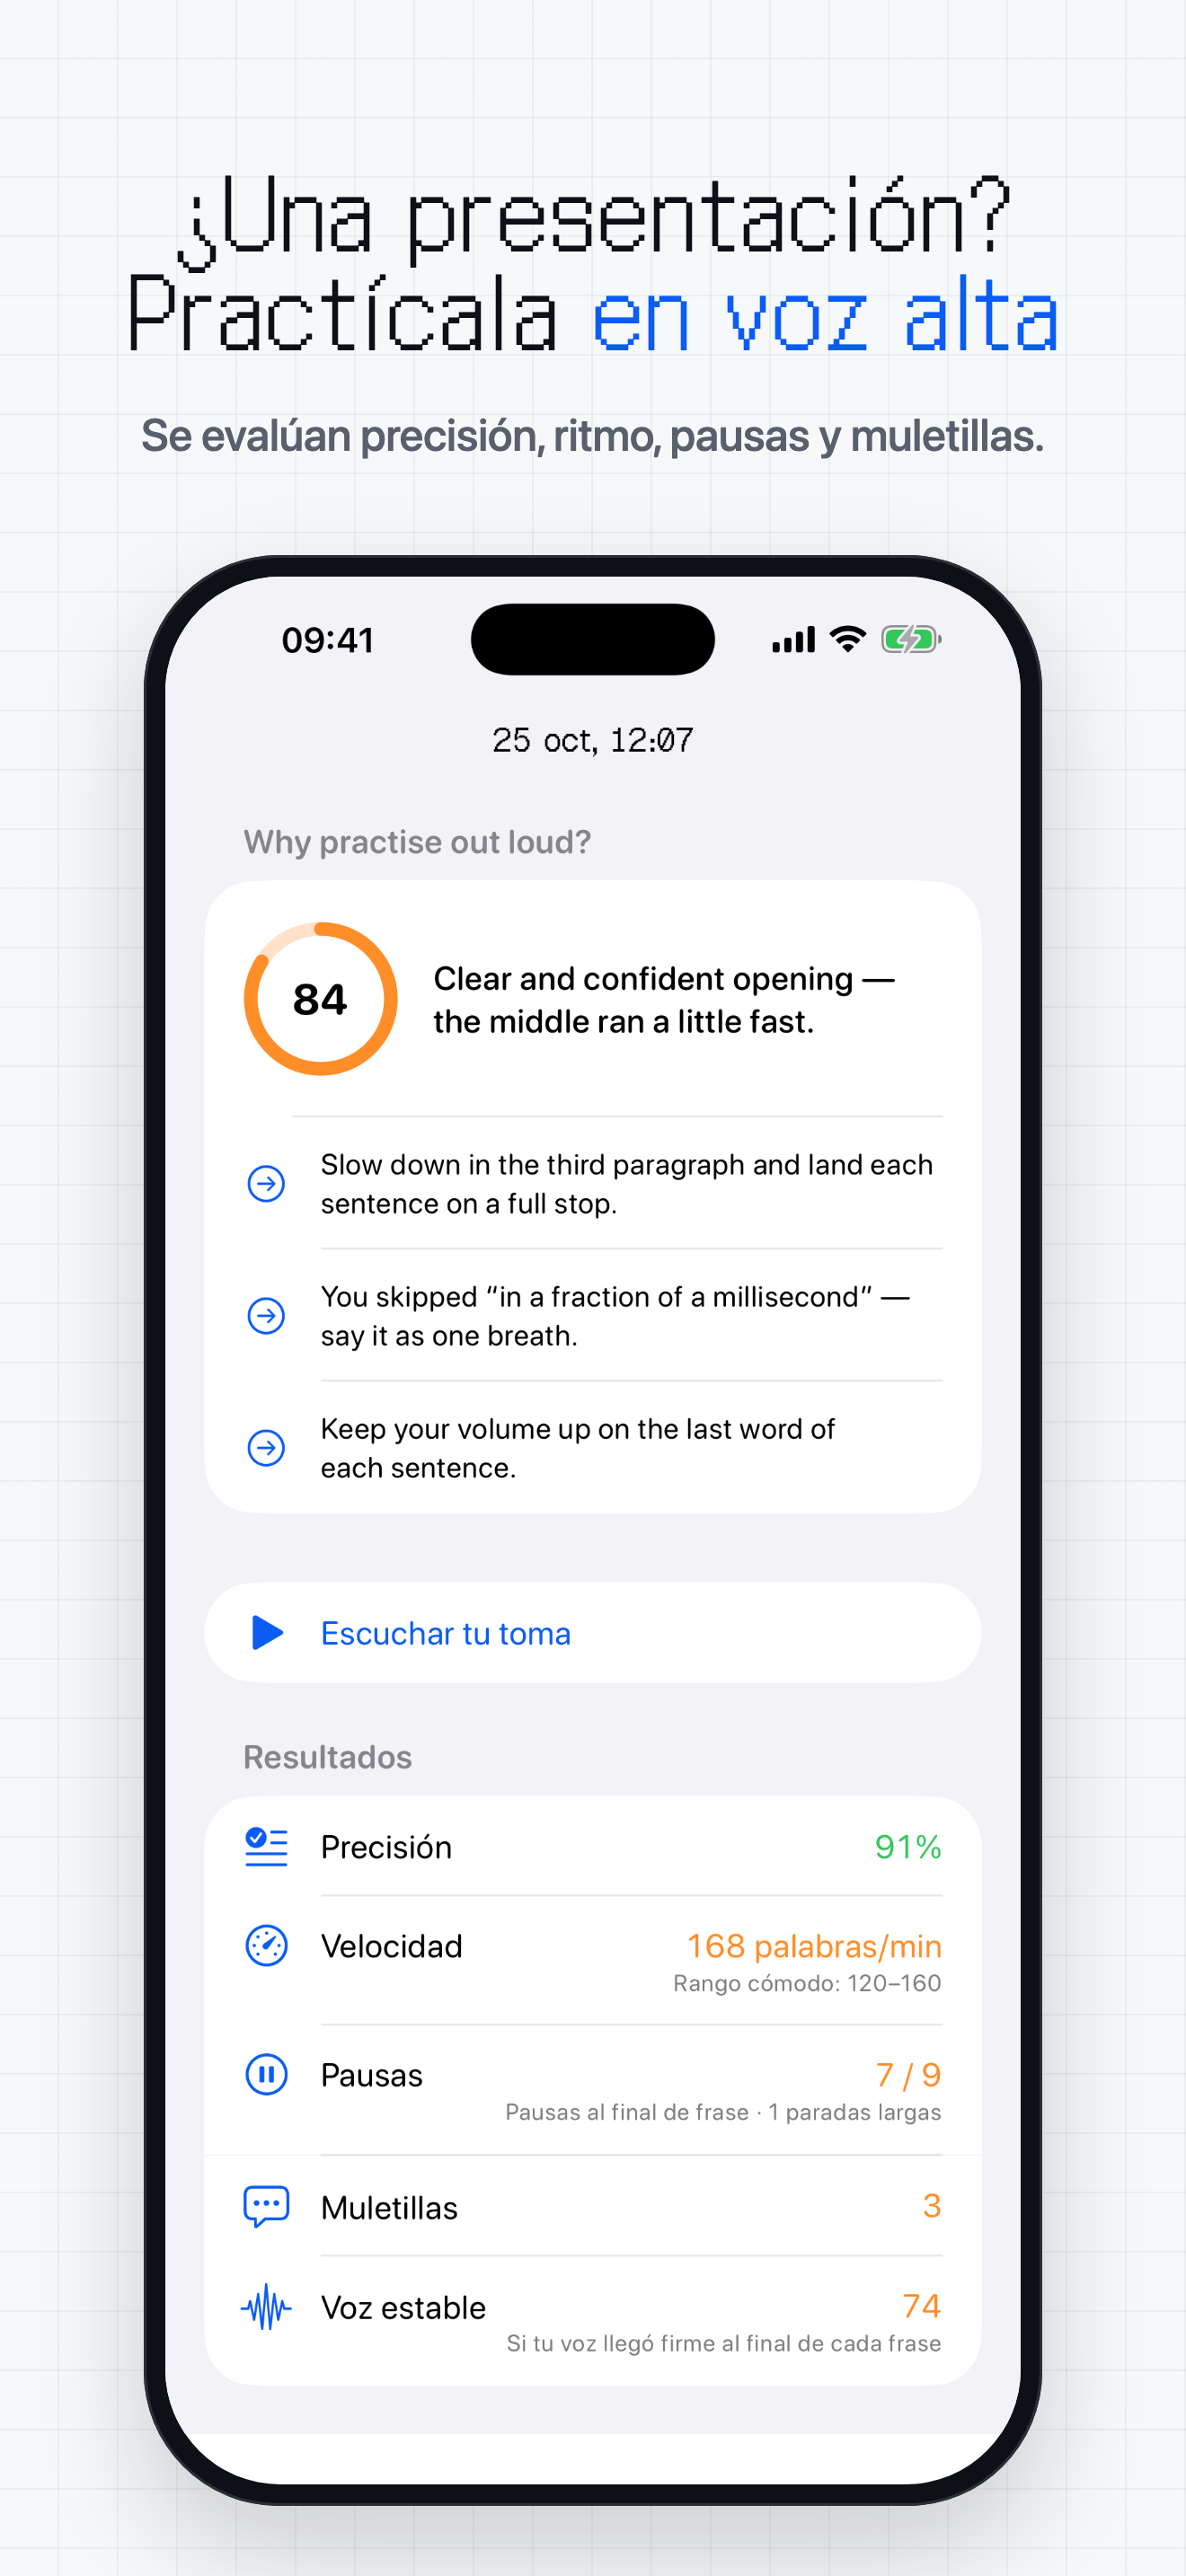 ¿Una presentación?
Practícala en voz alta
Se evalúan precisión, ritmo, pausas y muletillas.
09:41
25 oct, 12:07
Why practise out loud?
84
Clear and confident opening —
the middle ran a little fast.
Slow down in the third paragraph and land each
sentence on a full stop.
You skipped “in a fraction of a millisecond” —
say it as one breath.
Keep your volume up on the last word of
each sentence.
Escuchar tu toma
Resultados
Precisión 91%
Velocidad 168 palabras/min
Rango cómodo: 120–160
Pausas 7 / 9
Pausas al final de frase · 1 paradas largas
Muletillas 3
Voz estable 74
Si tu voz llegó firme al final de cada frase